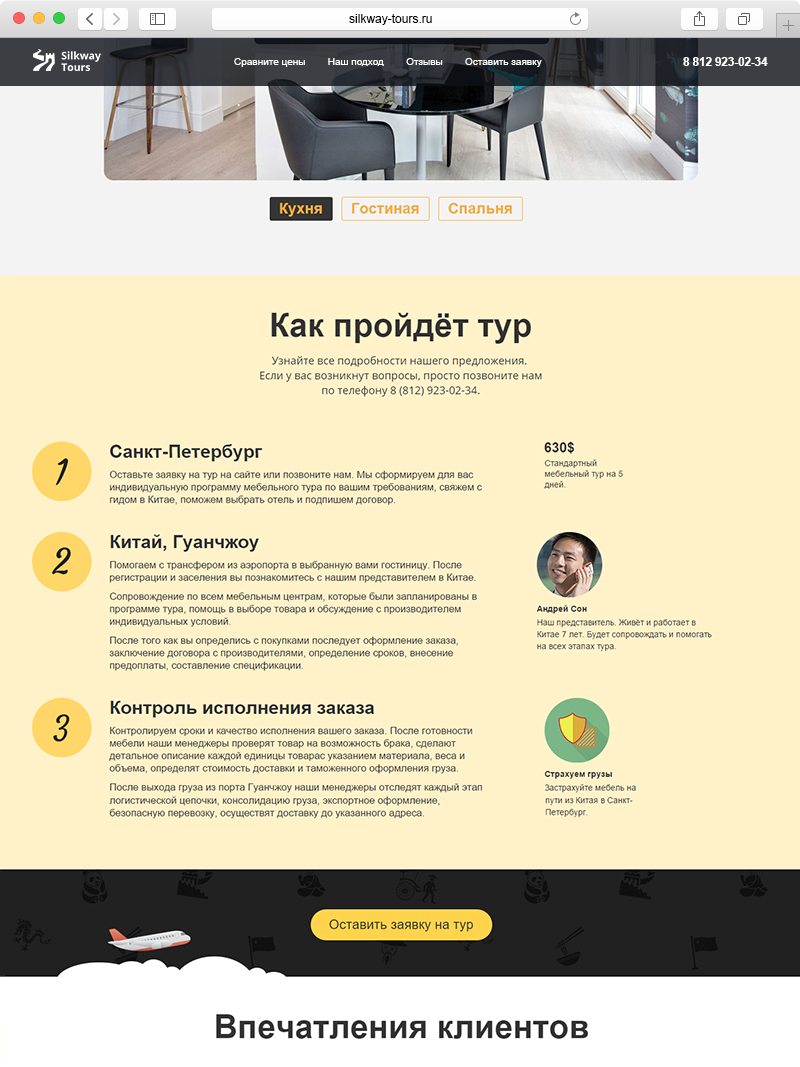 silkway-tours.ru
Silkway
Tours
Сравните цены
Наш подход
Отзывы
Оставить заявку
8 812 923-02-34
Кухня
Гостиная
Спальня
Как пройдёт тур
Узнайте все подробности нашего предложения.
Если у вас возникнут вопросы, просто позвоните нам
по телефону 8 (812) 923-02-34.
1
Санкт-Петербург
Оставьте заявку на тур на сайте или позвоните нам. Мы сформируем для вас
индивидуальную программу мебельного тура по вашим требованиям, свяжем с
гидом в Китае, поможем выбрать отель и подпишем договор.
630$
Стандартный
мебельный тур на 5
дней.
2
Китай, Гуанчжоу
Помогаем с трансфером из аэропорта в выбранную вами гостиницу. После
регистрации и заселения вы познакомитесь с нашим представителем в Китае.
Сопровождение по всем мебельным центрам, которые были запланированы в
программе тура, помощь в выборе товара и обсуждение с производителем
индивидуальных условий.
После того как вы определись с покупками последует оформление заказа,
заключение договора с производителями, определение сроков, внесение
предоплаты, составление спецификации.
Андрей Сон
Наш представитель. Живёт и работает в
Китае 7 лет. Будет сопровождать и помогать
на всех этапах тура.
3
Контроль исполнения заказа
Контролируем сроки и качество исполнения вашего заказа. После готовности
мебели наши менеджеры проверят товар на возможность брака, сделают
детальное описание каждой единицы товарас указанием материала, веса и
объема, определят стоимость доставки и таможенного оформления груза.
После выхода груза из порта Гуанчжоу наши менеджеры отследят каждый этап
логистической цепочки, консолидацию груза, экспортное оформление,
безопасную перевозку, осуществят доставку до указанного адреса.
Страхуем грузы
Застрахуйте мебель на
пути из Китая в Санкт-
Петербург.
Оставить заявку на тур
Впечатления клиентов